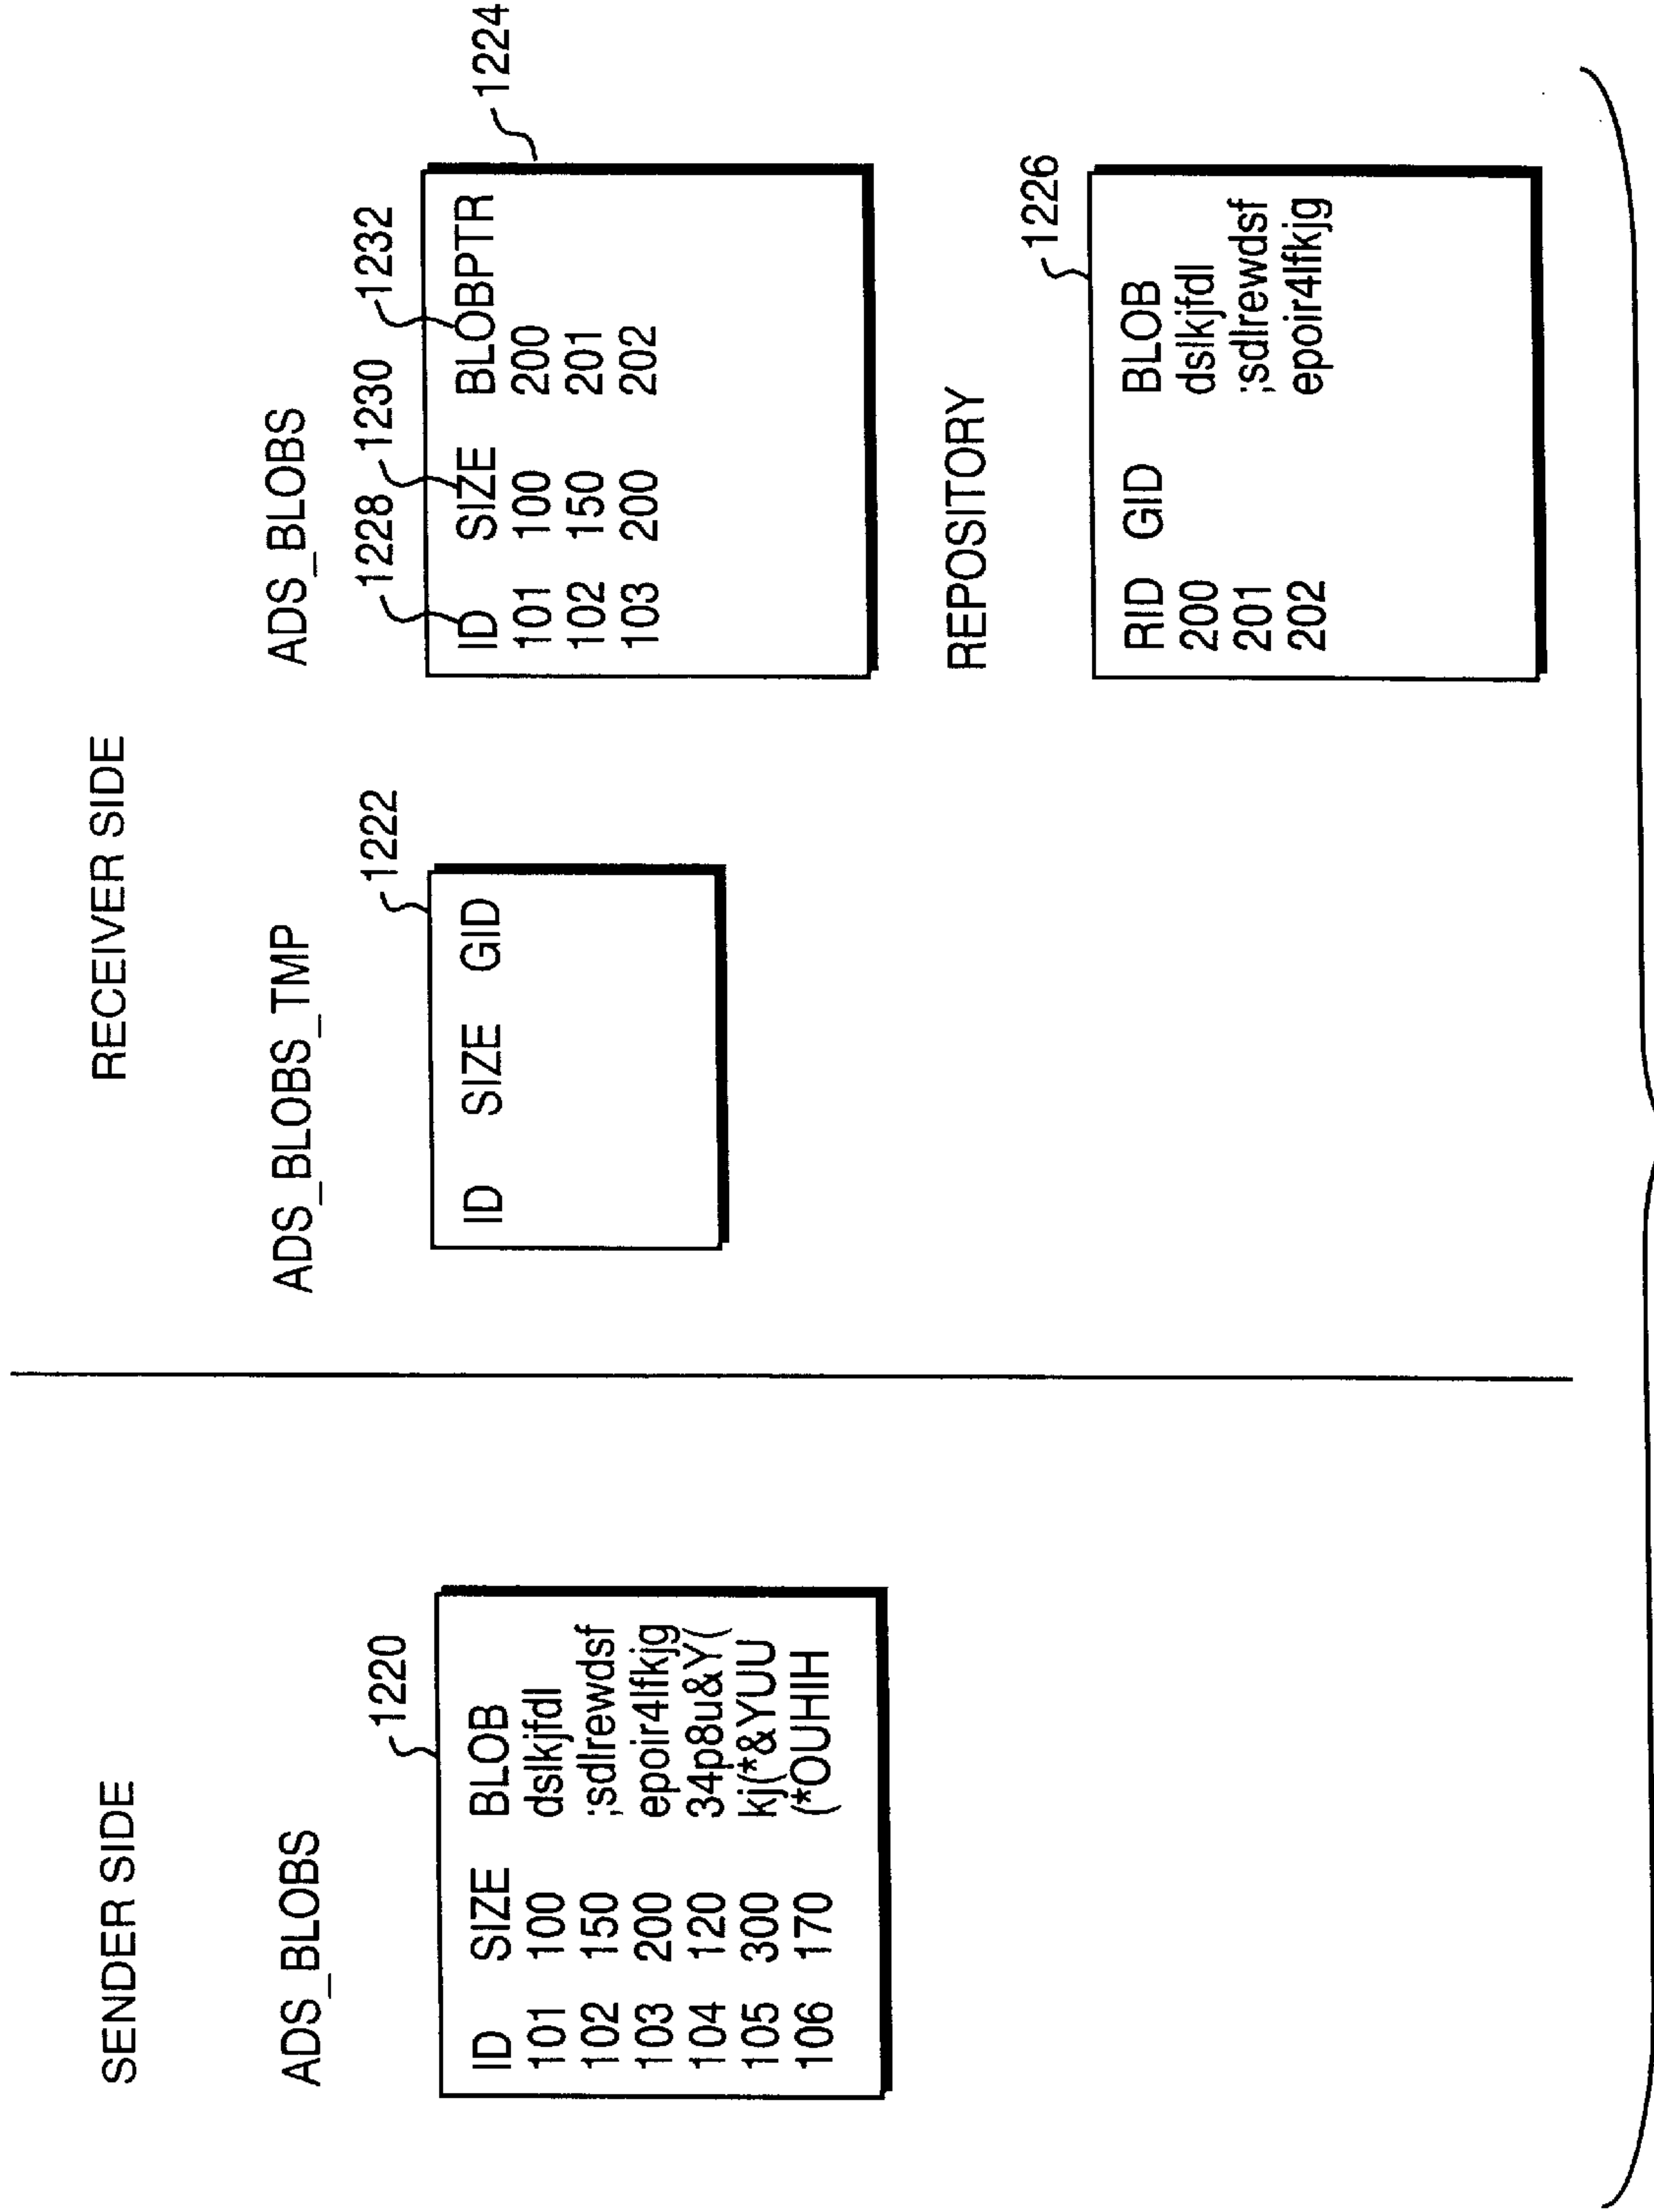 SENDER SIDE
ADS_BLOBS
1220
ID SIZE BLOB
101 100 dslkjfdl
102 150 ;sdlrewdsf
103 200 epoir4lfkjg
104 120 34p8u&Y(
105 300 kj(*&YUU
106 170 (*OUHIH
RECEIVER SIDE
ADS_BLOBS_TMP
1222
ID SIZE GID
ADS_BLOBS
1228 1230 1232
1224
ID SIZE BLOBPTR
101 100 200
102 150 201
103 200 202
REPOSITORY
1226
RID GID BLOB
200 dslkjfdl
201 ;sdlrewdsf
202 epoir4lfkjg